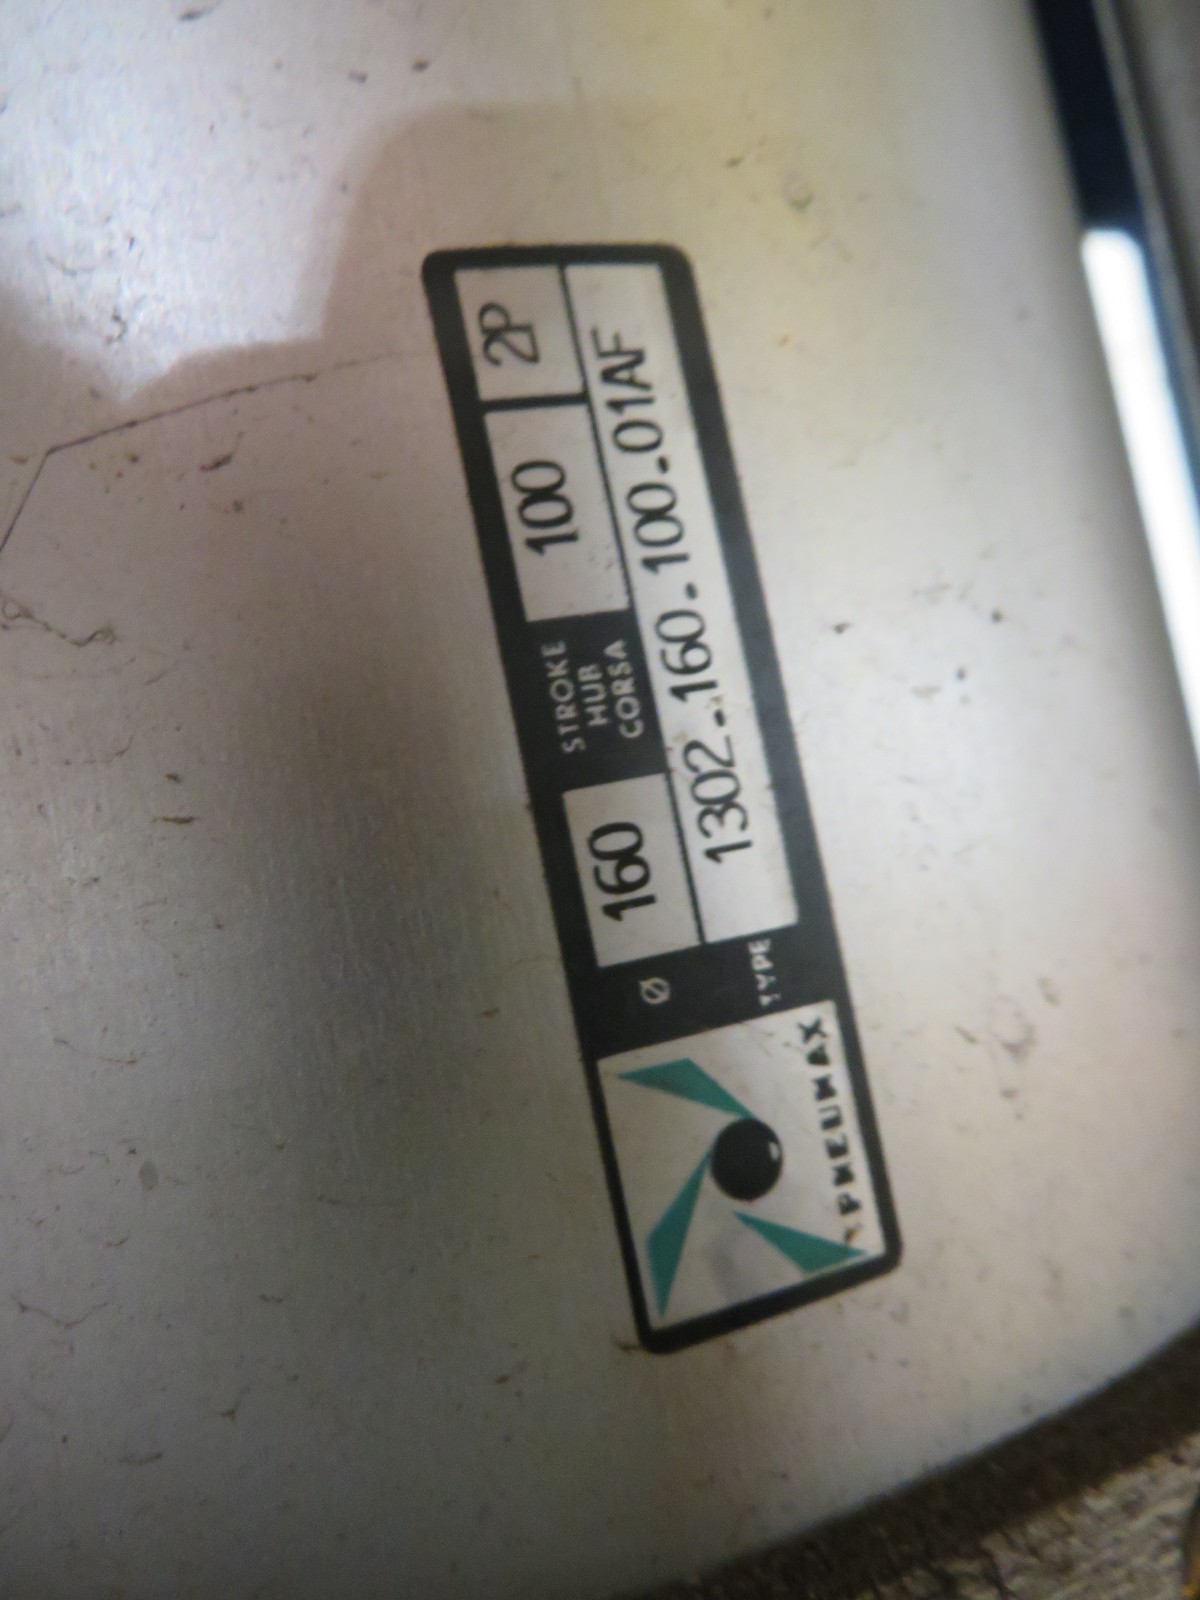 Ø 160 STROKE HUB CORSA 100 2P
TYPE 1302.160.100.01AF
PNEUMAX